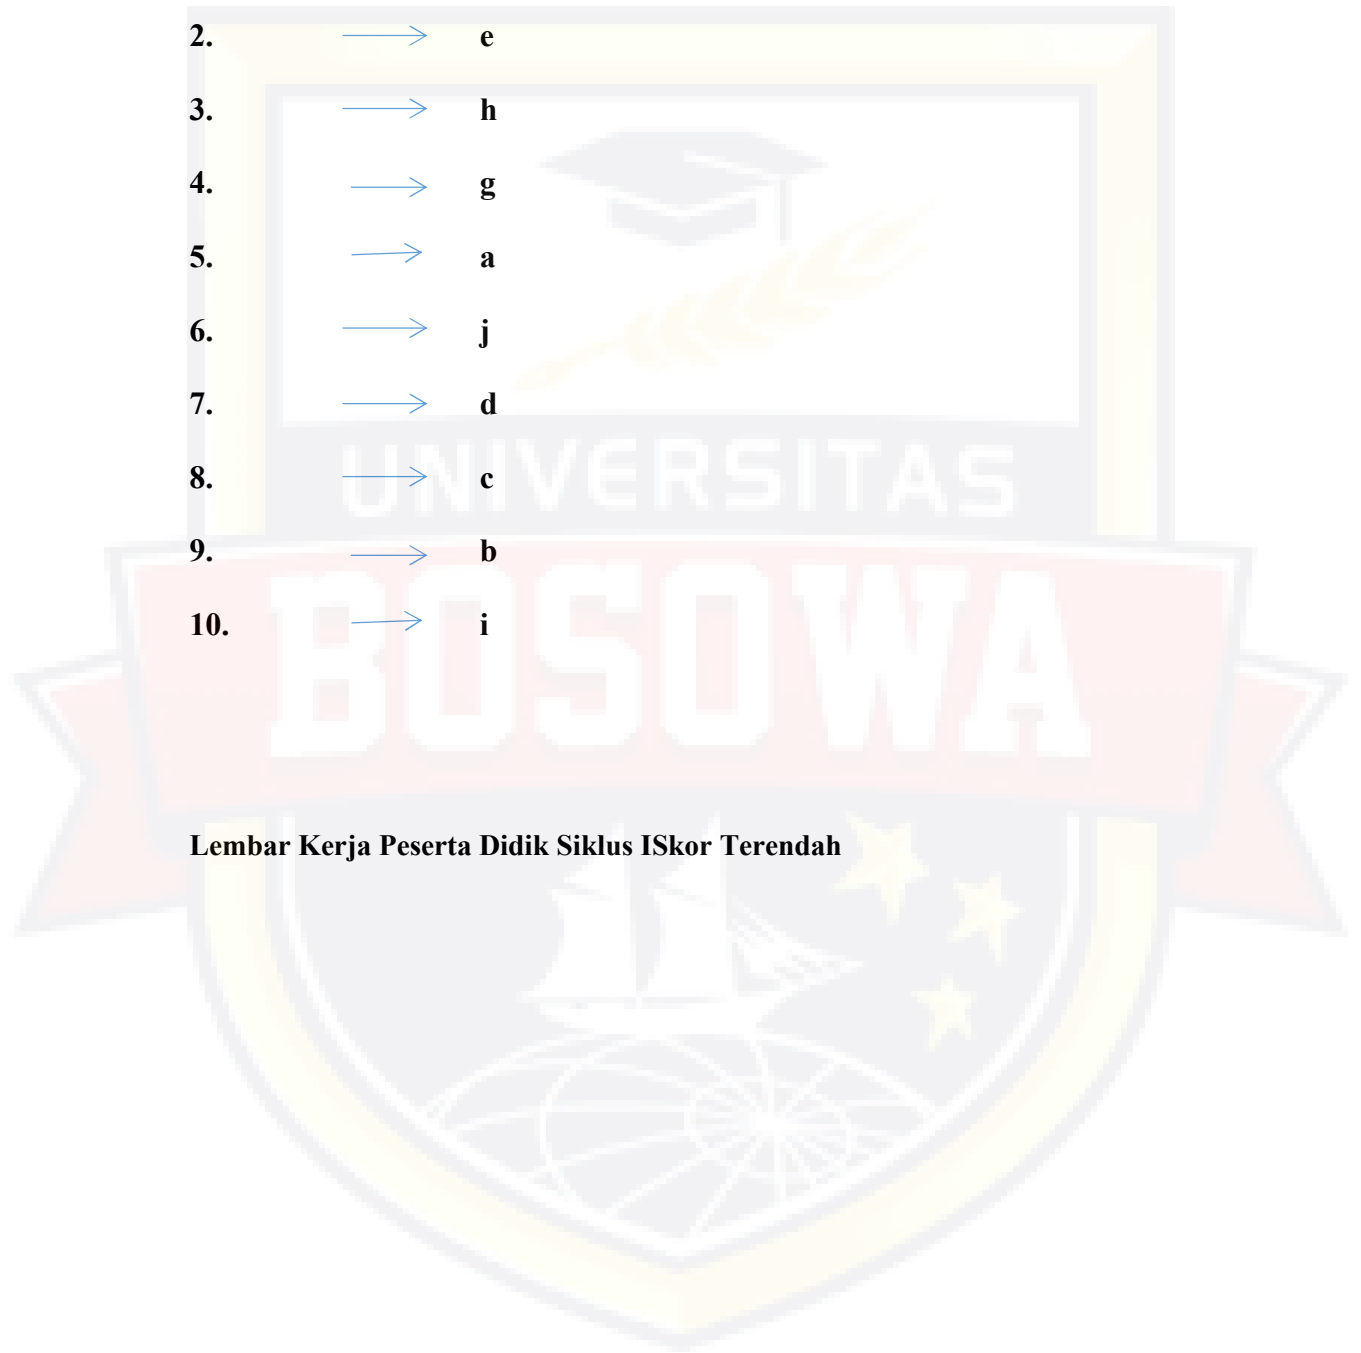 2. → e
3. → h
4. → g
5. → a
6. → j
7. → d
8. → c
9. → b
10. → i
UNIVERSITAS
BOSOWA
Lembar Kerja Peserta Didik Siklus ISkor Terendah